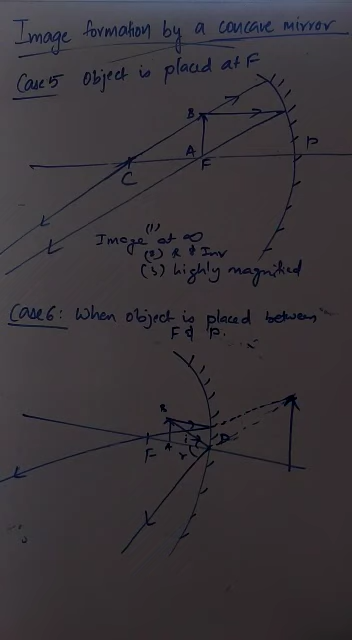 Image formation by a concave mirror
Case 5 Object is placed at F
B
A
P
F
C
(1)
Image at ∞
(2) R & Inv
(3) highly magnified
Case 6: When object is placed between
F & P.
B
i
P
F
A
r